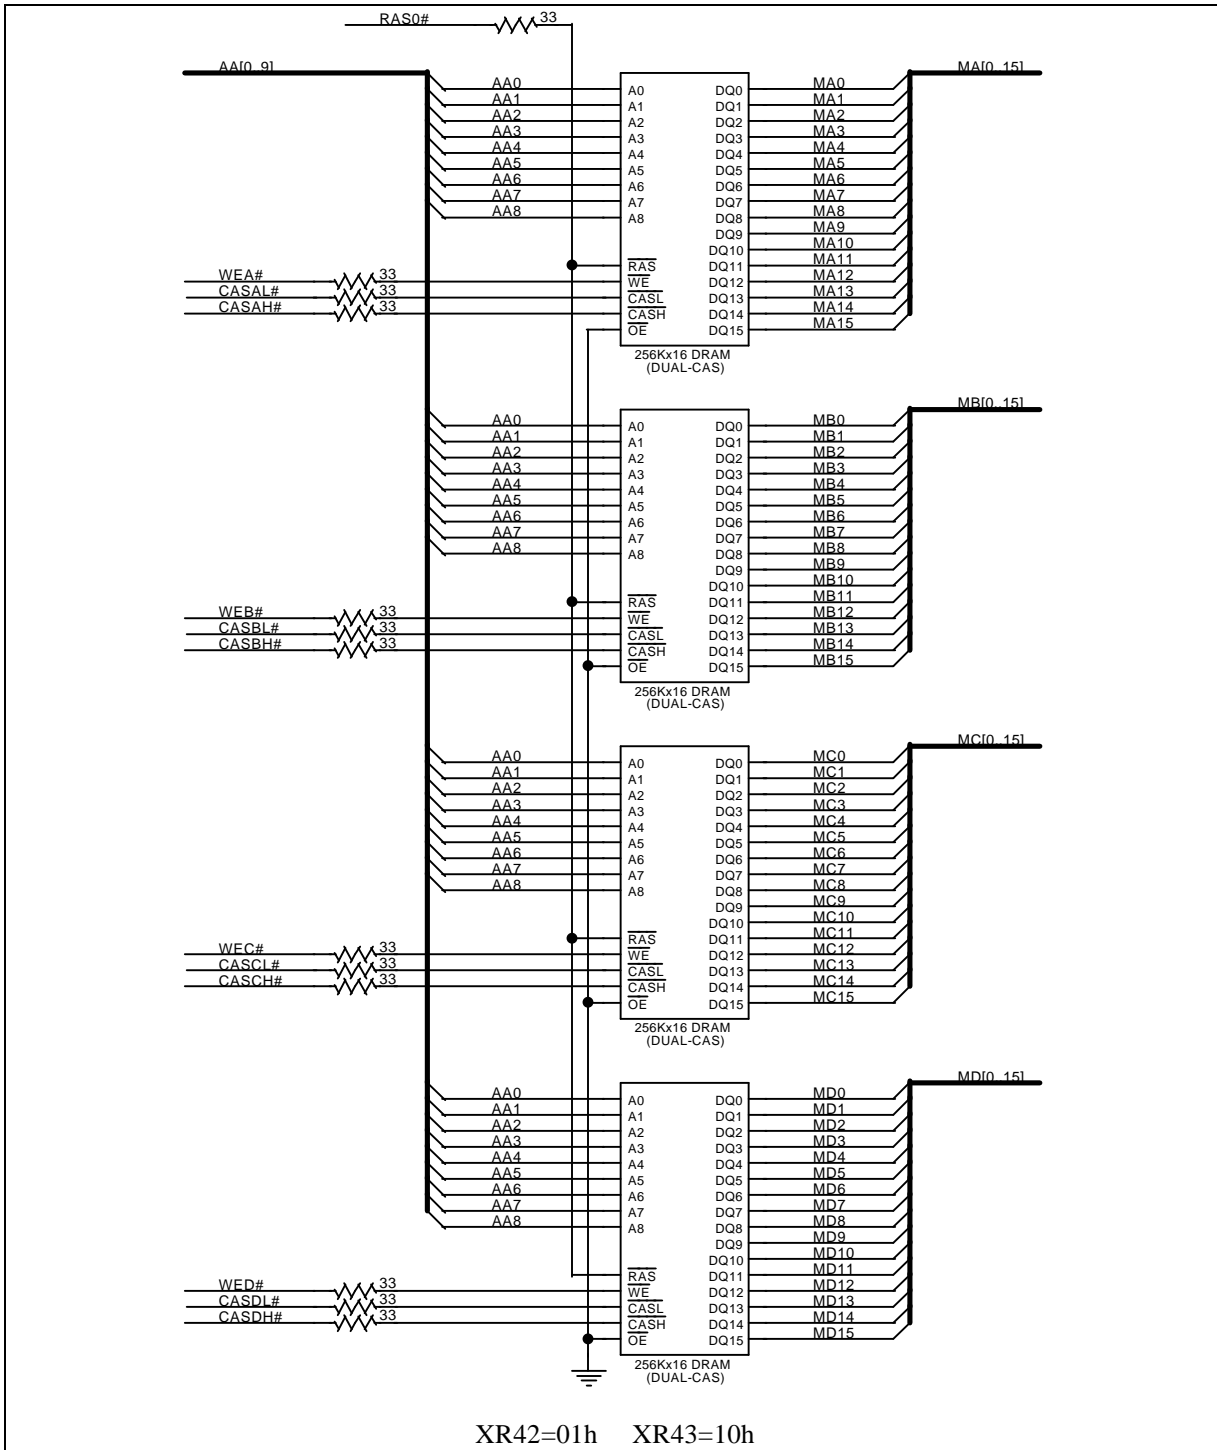 RAS0# 33
AA[0..9] MA[0..15]
AA0 A0 DQ0 MA0
AA1 A1 DQ1 MA1
AA2 A2 DQ2 MA2
AA3 A3 DQ3 MA3
AA4 A4 DQ4 MA4
AA5 A5 DQ5 MA5
AA6 A6 DQ6 MA6
AA7 A7 DQ7 MA7
AA8 A8 DQ8 MA8
DQ9 MA9
DQ10 MA10
RAS DQ11 MA11
WEA# 33 WE DQ12 MA12
CASAL# 33 CASL DQ13 MA13
CASAH# 33 CASH DQ14 MA14
OE DQ15 MA15
256Kx16 DRAM
(DUAL-CAS)
MB[0..15]
AA0 A0 DQ0 MB0
AA1 A1 DQ1 MB1
AA2 A2 DQ2 MB2
AA3 A3 DQ3 MB3
AA4 A4 DQ4 MB4
AA5 A5 DQ5 MB5
AA6 A6 DQ6 MB6
AA7 A7 DQ7 MB7
AA8 A8 DQ8 MB8
DQ9 MB9
DQ10 MB10
RAS DQ11 MB11
WEB# 33 WE DQ12 MB12
CASBL# 33 CASL DQ13 MB13
CASBH# 33 CASH DQ14 MB14
OE DQ15 MB15
256Kx16 DRAM
(DUAL-CAS)
MC[0..15]
AA0 A0 DQ0 MC0
AA1 A1 DQ1 MC1
AA2 A2 DQ2 MC2
AA3 A3 DQ3 MC3
AA4 A4 DQ4 MC4
AA5 A5 DQ5 MC5
AA6 A6 DQ6 MC6
AA7 A7 DQ7 MC7
AA8 A8 DQ8 MC8
DQ9 MC9
DQ10 MC10
RAS DQ11 MC11
WEC# 33 WE DQ12 MC12
CASCL# 33 CASL DQ13 MC13
CASCH# 33 CASH DQ14 MC14
OE DQ15 MC15
256Kx16 DRAM
(DUAL-CAS)
MD[0..15]
AA0 A0 DQ0 MD0
AA1 A1 DQ1 MD1
AA2 A2 DQ2 MD2
AA3 A3 DQ3 MD3
AA4 A4 DQ4 MD4
AA5 A5 DQ5 MD5
AA6 A6 DQ6 MD6
AA7 A7 DQ7 MD7
AA8 A8 DQ8 MD8
DQ9 MD9
DQ10 MD10
RAS DQ11 MD11
WED# 33 WE DQ12 MD12
CASDL# 33 CASL DQ13 MD13
CASDH# 33 CASH DQ14 MD14
OE DQ15 MD15
256Kx16 DRAM
(DUAL-CAS)
XR42=01h XR43=10h